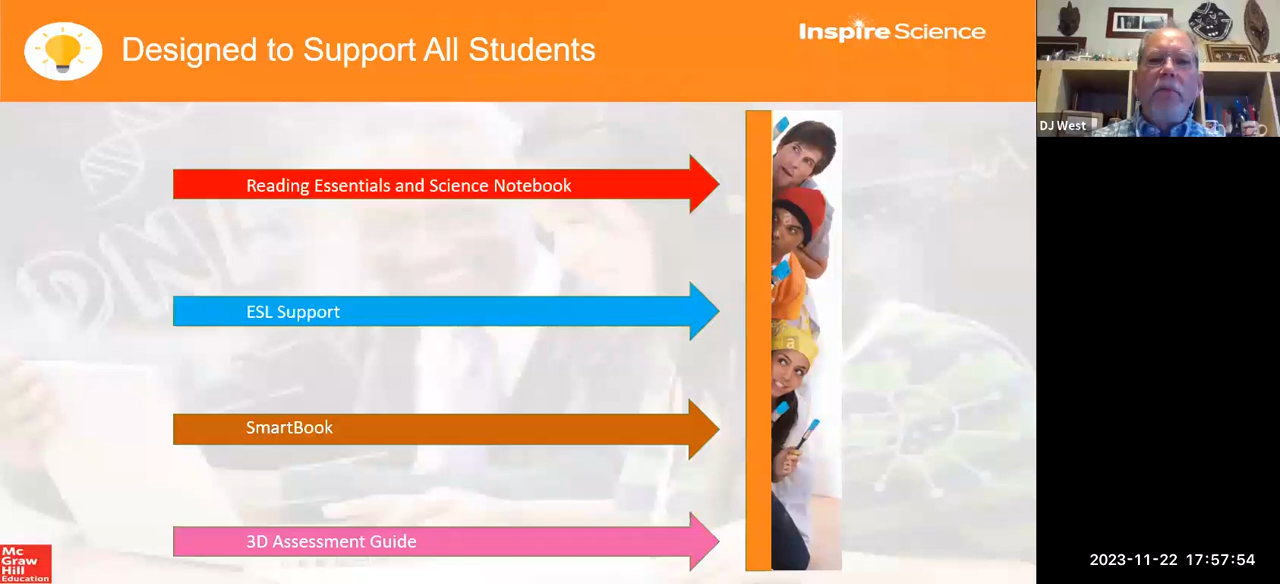 Designed to Support All Students
Inspire Science
DJ West
Reading Essentials and Science Notebook
ESL Support
SmartBook
3D Assessment Guide
Mc
Graw
Hill
Education
2023-11-22 17:57:54